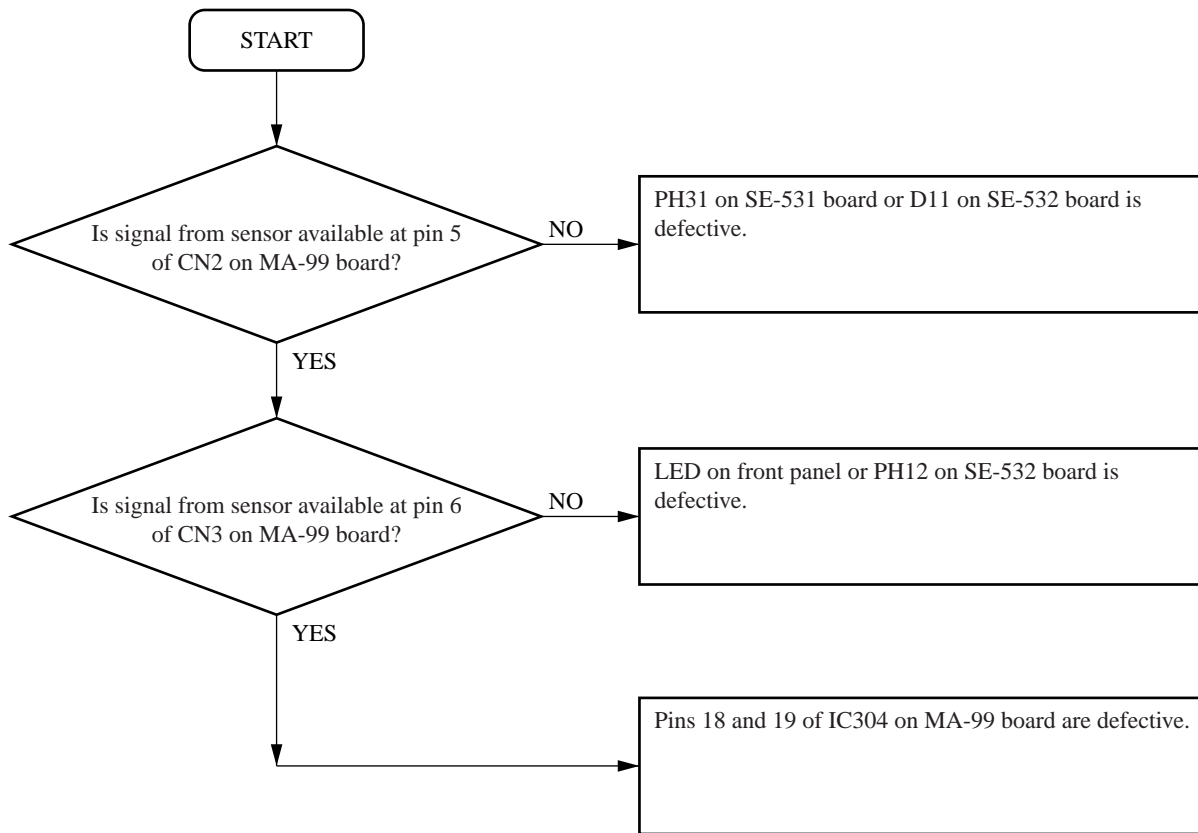 START
Is signal from sensor available at pin 5
of CN2 on MA-99 board?
NO
PH31 on SE-531 board or D11 on SE-532 board is
defective.
YES
Is signal from sensor available at pin 6
of CN3 on MA-99 board?
NO
LED on front panel or PH12 on SE-532 board is
defective.
YES
Pins 18 and 19 of IC304 on MA-99 board are defective.